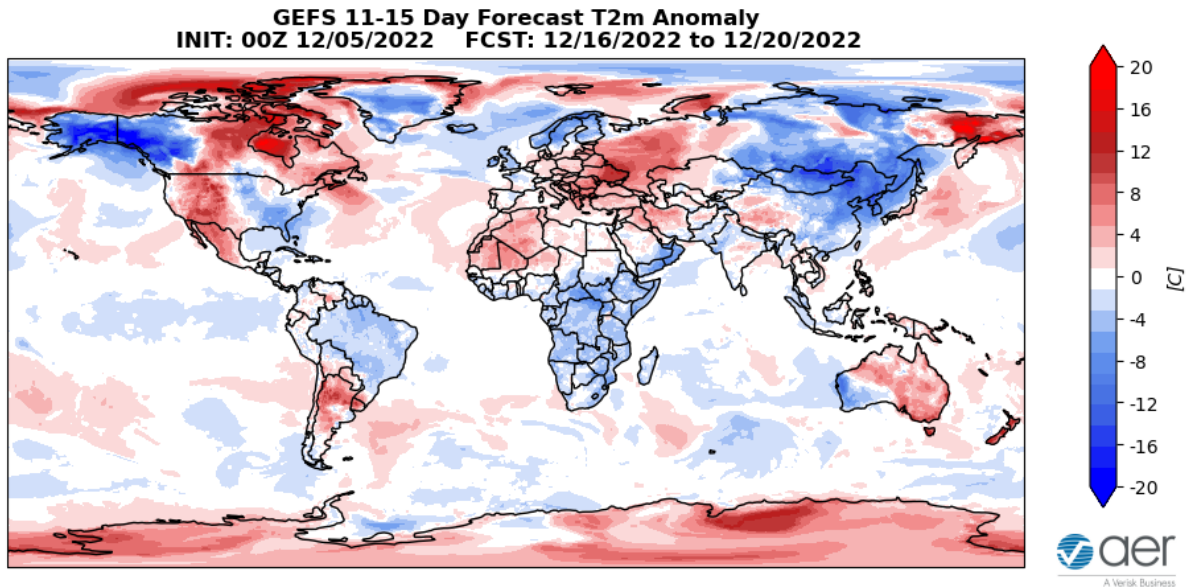 GEFS 11-15 Day Forecast T2m Anomaly
INIT: 00Z 12/05/2022 FCST: 12/16/2022 to 12/20/2022
20
16
12
8
4
0
-4
-8
-12
-16
-20
[C]
aer
A Verisk Business